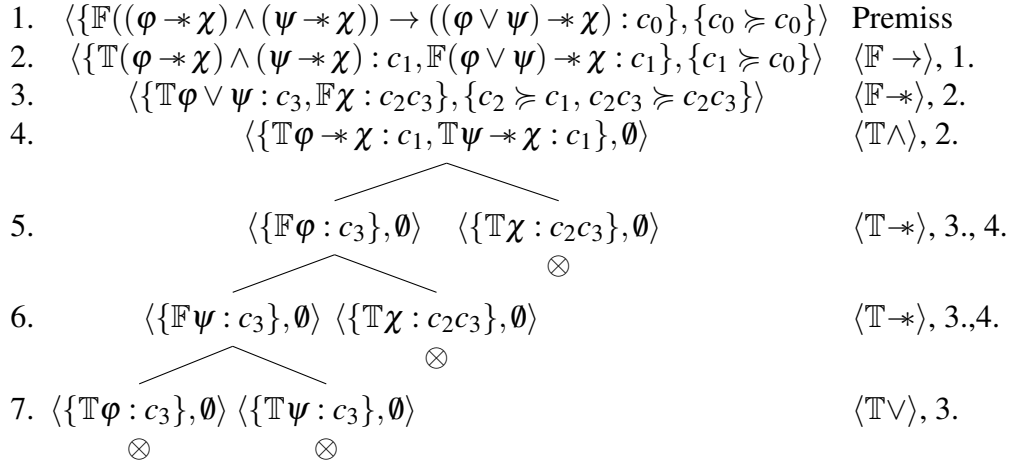 1. ⟨{𝔽((φ −∗ χ) ∧ (ψ −∗ χ)) → ((φ ∨ ψ) −∗ χ) : c₀}, {c₀ ≽ c₀}⟩ Premiss
2. ⟨{𝕋(φ −∗ χ) ∧ (ψ −∗ χ) : c₁, 𝔽(φ ∨ ψ) −∗ χ : c₁}, {c₁ ≽ c₀}⟩ ⟨𝔽 →⟩, 1.
3. ⟨{𝕋φ ∨ ψ : c₃, 𝔽χ : c₂c₃}, {c₂ ≽ c₁, c₂c₃ ≽ c₂c₃}⟩ ⟨𝔽−∗⟩, 2.
4. ⟨{𝕋φ −∗ χ : c₁, 𝕋ψ −∗ χ : c₁}, ∅⟩ ⟨𝕋∧⟩, 2.
5. ⟨{𝔽φ : c₃}, ∅⟩ ⟨{𝕋χ : c₂c₃}, ∅⟩ ⟨𝕋−∗⟩, 3., 4.
⊗
6. ⟨{𝔽ψ : c₃}, ∅⟩ ⟨{𝕋χ : c₂c₃}, ∅⟩ ⟨𝕋−∗⟩, 3.,4.
⊗
7. ⟨{𝕋φ : c₃}, ∅⟩ ⟨{𝕋ψ : c₃}, ∅⟩ ⟨𝕋∨⟩, 3.
⊗ ⊗